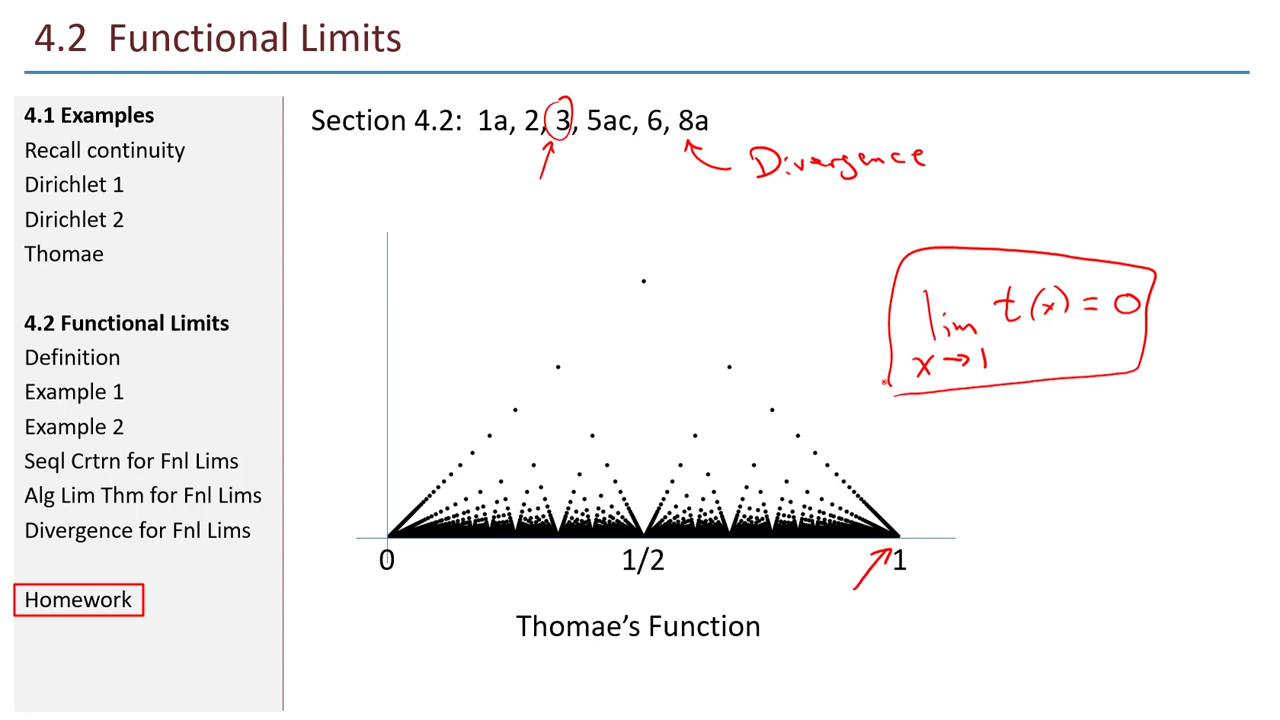 4.2 Functional Limits
4.1 Examples
Recall continuity
Dirichlet 1
Dirichlet 2
Thomae
4.2 Functional Limits
Definition
Example 1
Example 2
Seql Crtrn for Fnl Lims
Alg Lim Thm for Fnl Lims
Divergence for Fnl Lims
Homework
Section 4.2: 1a, 2, 3, 5ac, 6, 8a
Divergence
lim t(x) = 0
x → 1
0 1/2 1
Thomae's Function